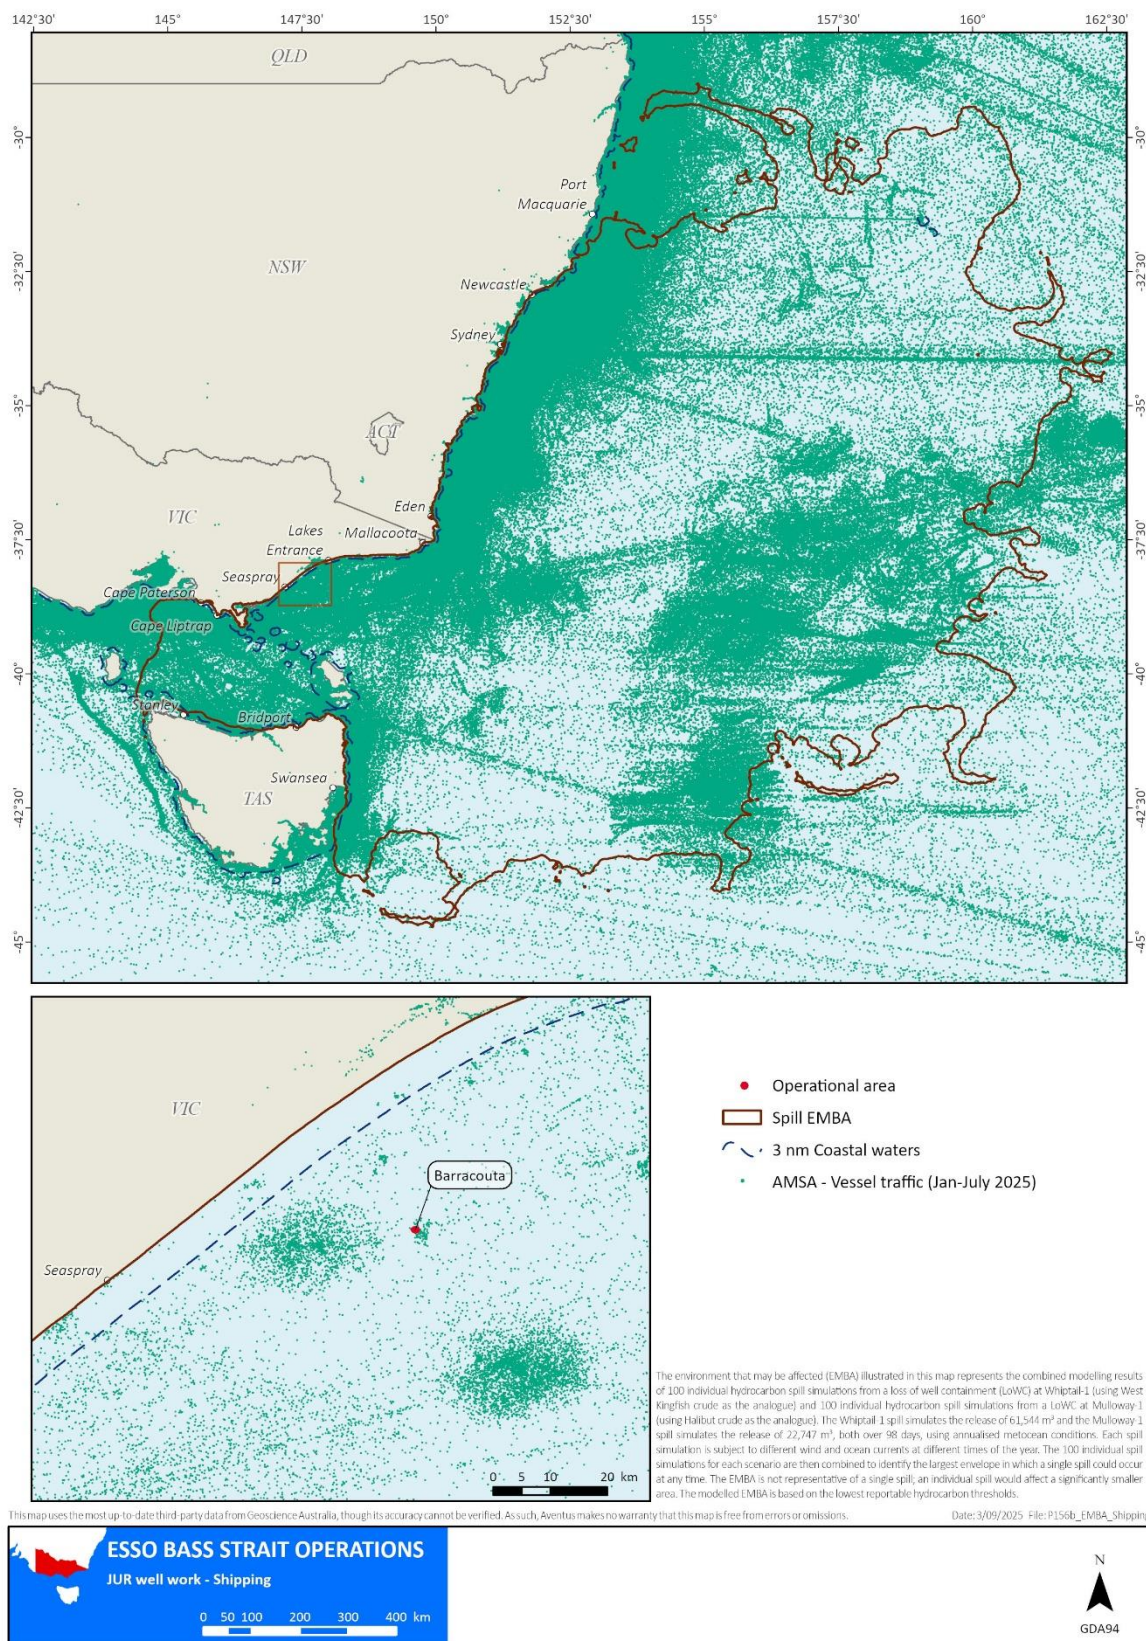 142°30' 145° 147°30' 150° 152°30' 155° 157°30' 160° 162°30'
QLD
-30° -30°
Port
Macquarie
NSW
-32°30' -32°30'
Newcastle
Sydney
-35° -35°
ACT
Eden
VIC
Lakes
Entrance
Mallacoota
-37°30' -37°30'
Seaspray
Cape Paterson
Cape Liptrap
-40° -40°
Stanley
Bridport
Swansea
TAS
-42°30' -42°30'
-45° -45°
VIC
Barracouta
Seaspray
0 5 10 20 km
Operational area
Spill EMBA
3 nm Coastal waters
AMSA - Vessel traffic (Jan-July 2025)
The environment that may be affected (EMBA) illustrated in this map represents the combined modelling results
of 100 individual hydrocarbon spill simulations from a loss of well containment (LoWC) at Whiptail-1 (using West
Kingfish crude as the analogue) and 100 individual hydrocarbon spill simulations from a LoWC at Mulloway-1
(using Halibut crude as the analogue). The Whiptail-1 spill simulates the release of 61,544 m³ and the Mulloway-1
spill simulates the release of 22,747 m³, both over 98 days, using annualised metocean conditions. Each spill
simulation is subject to different wind and ocean currents at different times of the year. The 100 individual spill
simulations for each scenario are then combined to identify the largest envelope in which a single spill could occur
at any time. The EMBA is not representative of a single spill; an individual spill would affect a significantly smaller
area. The modelled EMBA is based on the lowest reportable hydrocarbon thresholds.
This map uses the most up-to-date third-party data from Geoscience Australia, though its accuracy cannot be verified. As such, Aventus makes no warranty that this map is free from errors or omissions.
Date: 3/09/2025 File: P156b_EMBA_Shipping
ESSO BASS STRAIT OPERATIONS
JUR well work - Shipping
0 50 100 200 300 400 km
N
GDA94